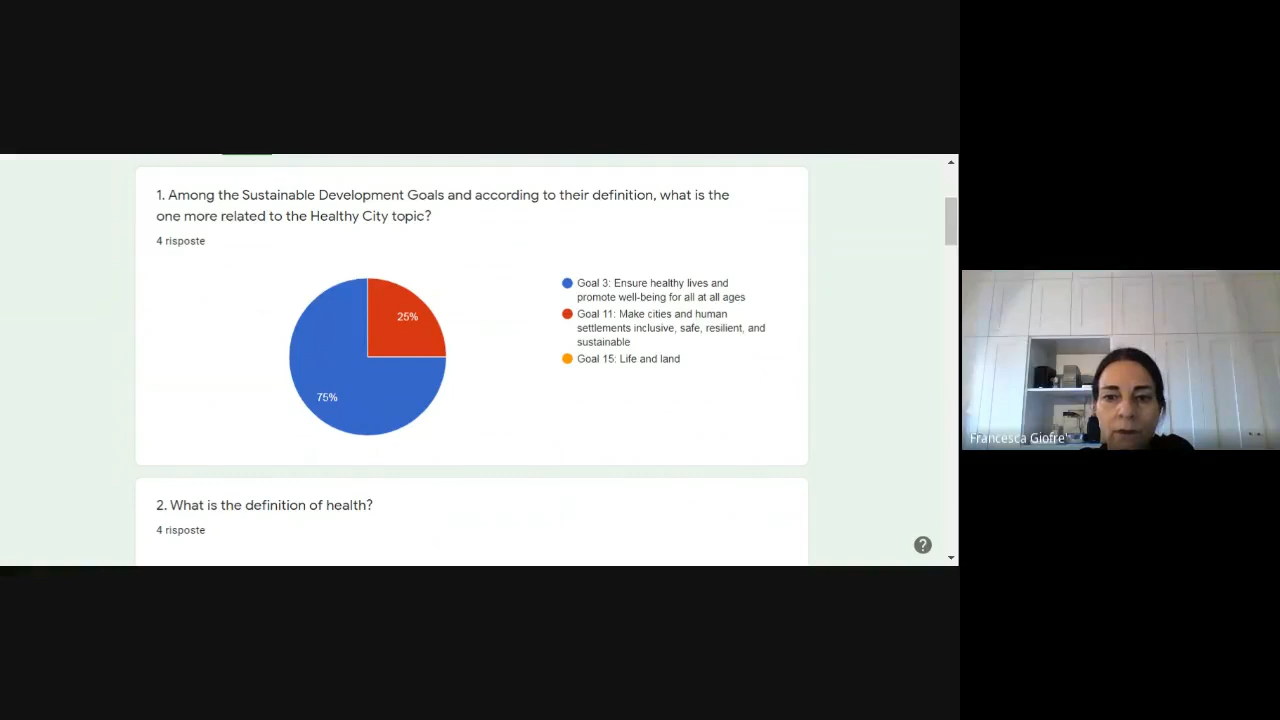 1. Among the Sustainable Development Goals and according to their definition, what is the
one more related to the Healthy City topic?
4 risposte
25%
75%
Goal 3: Ensure healthy lives and
promote well-being for all at all ages
Goal 11: Make cities and human
settlements inclusive, safe, resilient, and
sustainable
Goal 15: Life and land
2. What is the definition of health?
4 risposte
?
Francesca Giofre'